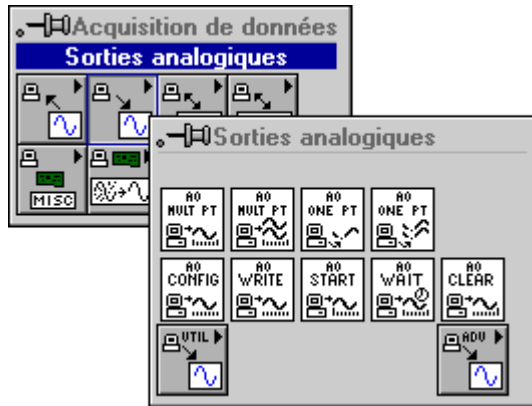 Acquisition de données
Sorties analogiques
MISC
Sorties analogiques
AO MULT PT
AO MULT PT
AO ONE PT
AO ONE PT
AO CONFIG
AO WRITE
AO START
AO WAIT
AO CLEAR
UTIL
ADV